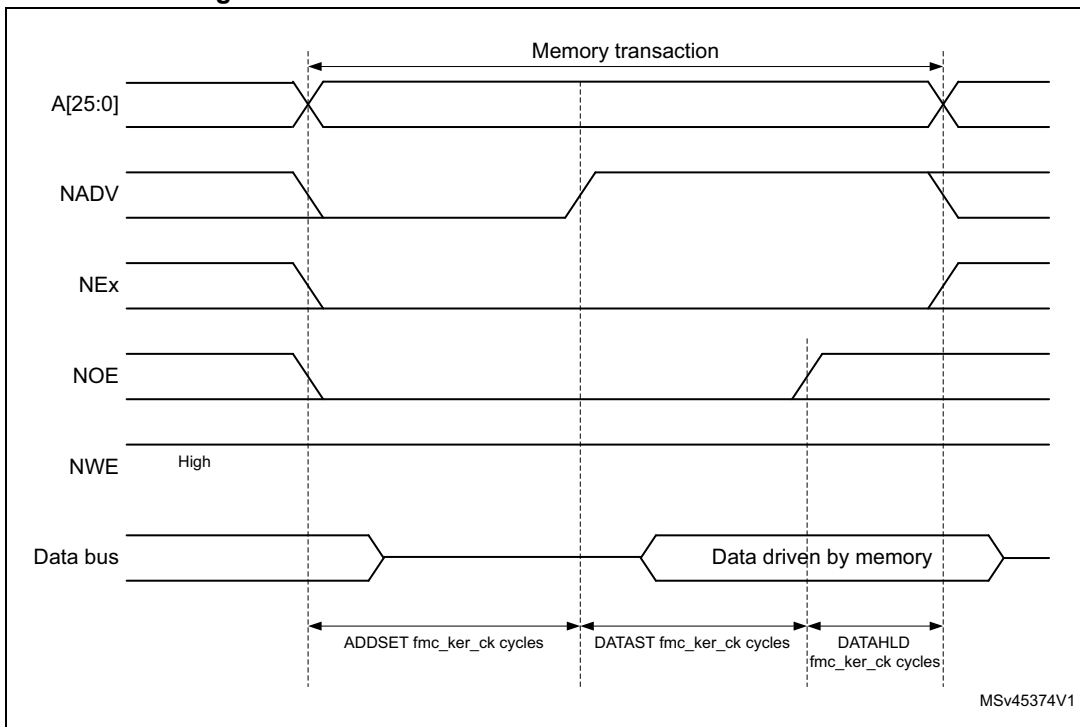 Memory transaction
A[25:0]
NADV
NEx
NOE
NWE
High
Data bus
Data driven by memory
ADDSET fmc_ker_ck cycles
DATAST fmc_ker_ck cycles
DATAHLD
fmc_ker_ck cycles
MSv45374V1